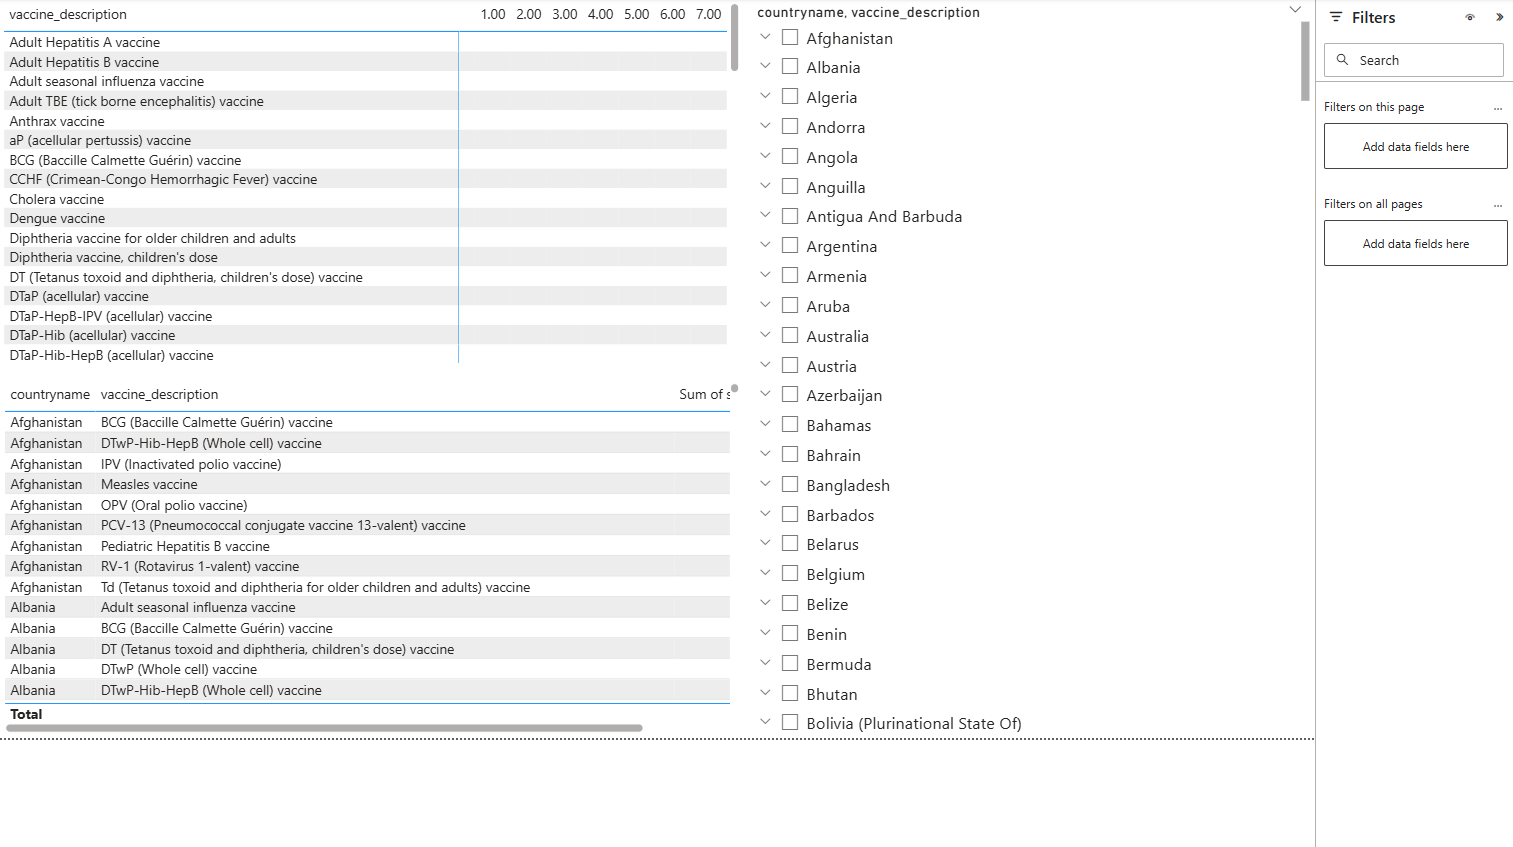 vaccine_description 1.00 2.00 3.00 4.00 5.00 6.00 7.00
Adult Hepatitis A vaccine
Adult Hepatitis B vaccine
Adult seasonal influenza vaccine
Adult TBE (tick borne encephalitis) vaccine
Anthrax vaccine
aP (acellular pertussis) vaccine
BCG (Baccille Calmette Guérin) vaccine
CCHF (Crimean-Congo Hemorrhagic Fever) vaccine
Cholera vaccine
Dengue vaccine
Diphtheria vaccine for older children and adults
Diphtheria vaccine, children's dose
DT (Tetanus toxoid and diphtheria, children's dose) vaccine
DTaP (acellular) vaccine
DTaP-HepB-IPV (acellular) vaccine
DTaP-Hib (acellular) vaccine
DTaP-Hib-HepB (acellular) vaccine
countryname vaccine_description Sum of s
Afghanistan BCG (Baccille Calmette Guérin) vaccine
Afghanistan DTwP-Hib-HepB (Whole cell) vaccine
Afghanistan IPV (Inactivated polio vaccine)
Afghanistan Measles vaccine
Afghanistan OPV (Oral polio vaccine)
Afghanistan PCV-13 (Pneumococcal conjugate vaccine 13-valent) vaccine
Afghanistan Pediatric Hepatitis B vaccine
Afghanistan RV-1 (Rotavirus 1-valent) vaccine
Afghanistan Td (Tetanus toxoid and diphtheria for older children and adults) vaccine
Albania Adult seasonal influenza vaccine
Albania BCG (Baccille Calmette Guérin) vaccine
Albania DT (Tetanus toxoid and diphtheria, children's dose) vaccine
Albania DTwP (Whole cell) vaccine
Albania DTwP-Hib-HepB (Whole cell) vaccine
Total
countryname, vaccine_description
Afghanistan
Albania
Algeria
Andorra
Angola
Anguilla
Antigua And Barbuda
Argentina
Armenia
Aruba
Australia
Austria
Azerbaijan
Bahamas
Bahrain
Bangladesh
Barbados
Belarus
Belgium
Belize
Benin
Bermuda
Bhutan
Bolivia (Plurinational State Of)
Filters
Search
Filters on this page ...
Add data fields here
Filters on all pages ...
Add data fields here